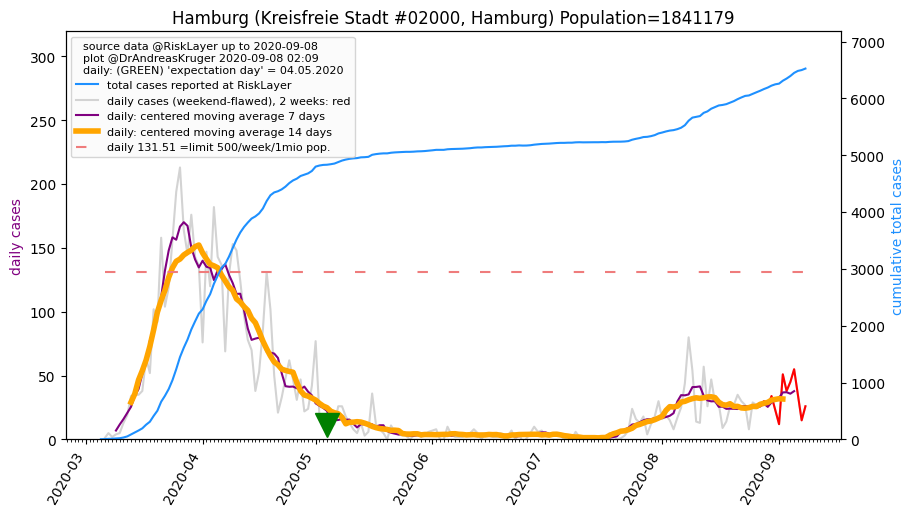 Hamburg (Kreisfreie Stadt #02000, Hamburg) Population=1841179
source data @RiskLayer up to 2020-09-08
plot @DrAndreasKruger 2020-09-08 02:09
daily: (GREEN) 'expectation day' = 04.05.2020
total cases reported at RiskLayer
daily cases (weekend-flawed), 2 weeks: red
daily: centered moving average 7 days
daily: centered moving average 14 days
daily 131.51 =limit 500/week/1mio pop.
daily cases
300
250
200
150
100
50
0
cumulative total cases
7000
6000
5000
4000
3000
2000
1000
0
2020-03
2020-04
2020-05
2020-06
2020-07
2020-08
2020-09